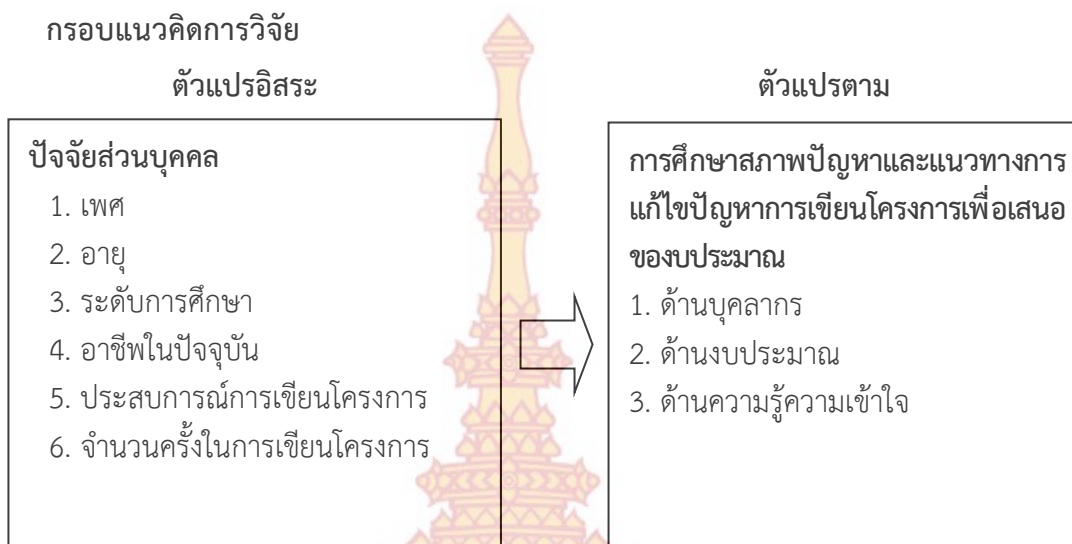 กรอบแนวคิดการวิจัย
ตัวแปรอิสระ
ปัจจัยส่วนบุคคล
1. เพศ
2. อายุ
3. ระดับการศึกษา
4. อาชีพในปัจจุบัน
5. ประสบการณ์การเขียนโครงการ
6. จำนวนครั้งในการเขียนโครงการ
ตัวแปรตาม
การศึกษาสภาพปัญหาและแนวทางการ
แก้ไขปัญหาการเขียนโครงการเพื่อเสนอ
ของบประมาณ
1. ด้านบุคลากร
2. ด้านงบประมาณ
3. ด้านความรู้ความเข้าใจ